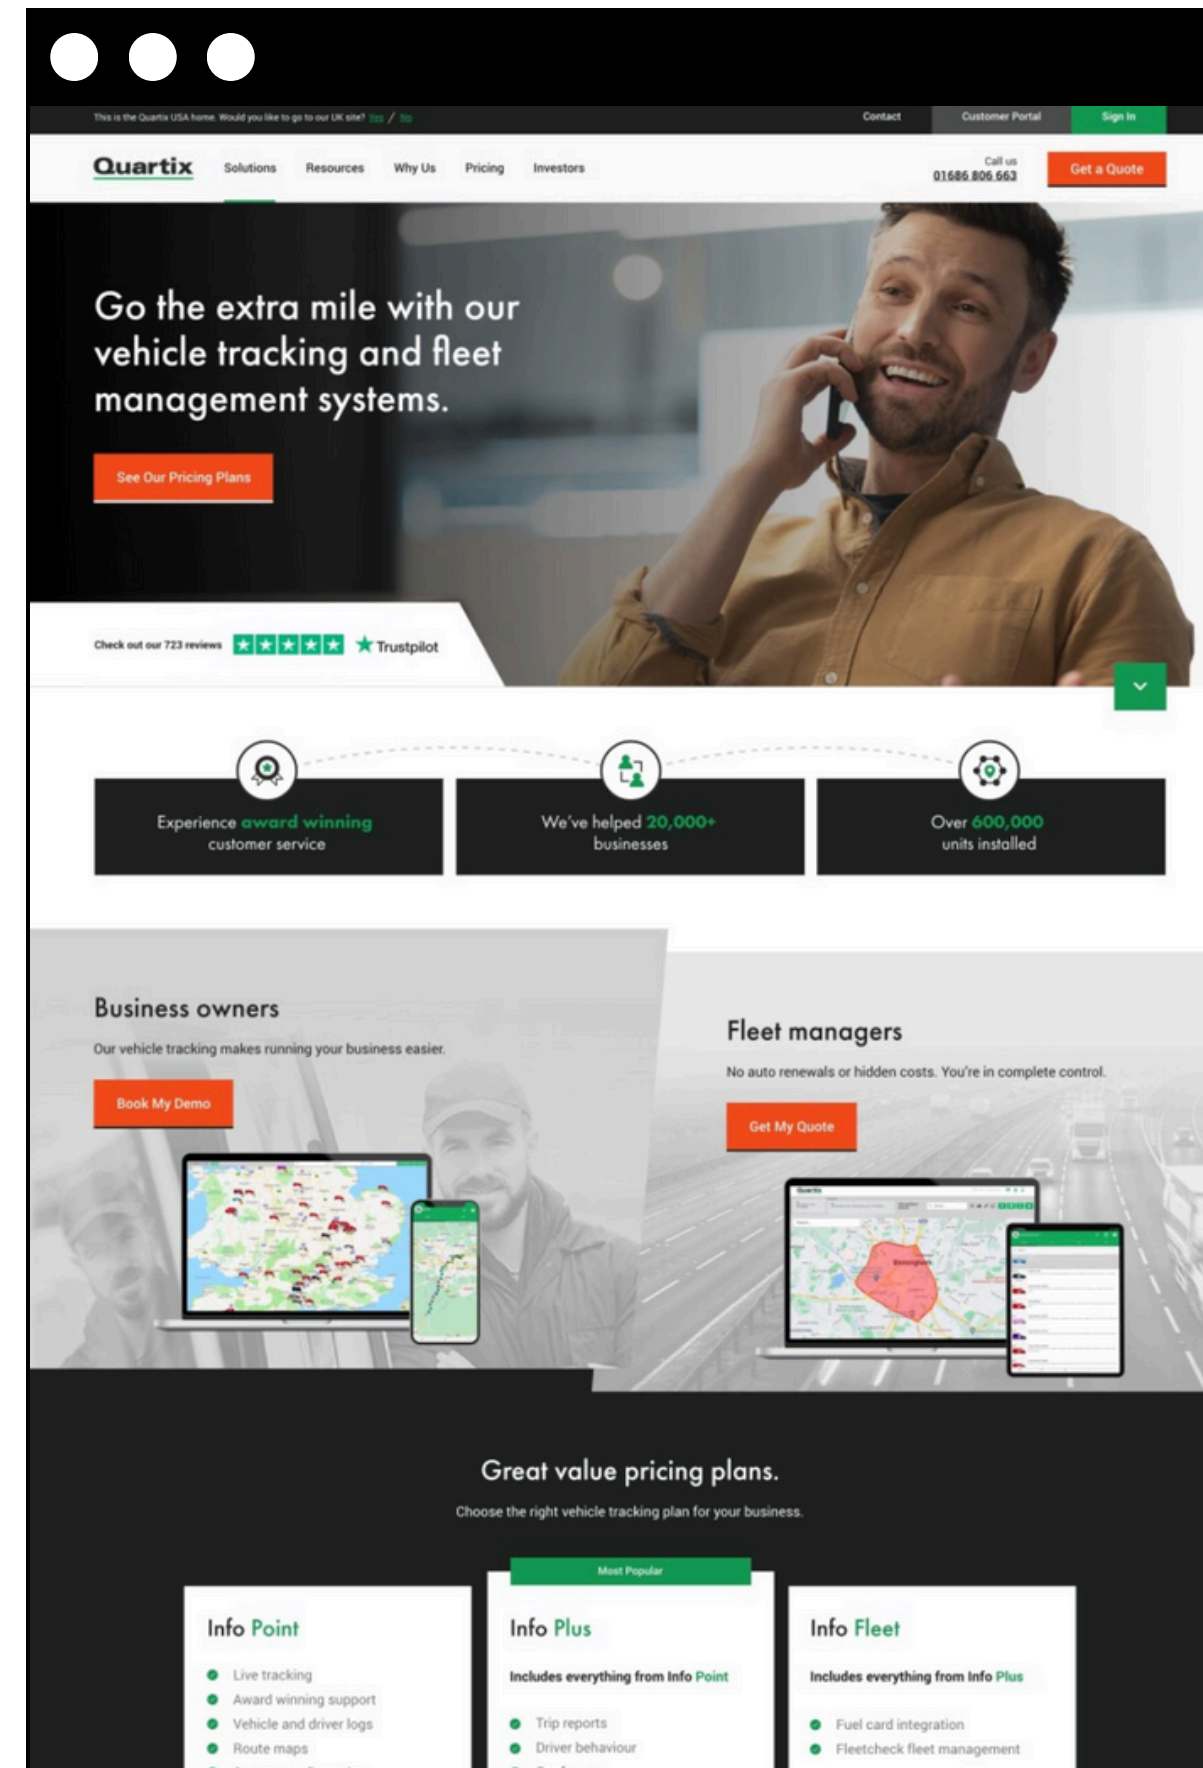 This is the Quartix USA home. Would you like to go to our UK site? Yes / No
Contact
Customer Portal
Sign In
Quartix
Solutions
Resources
Why Us
Pricing
Investors
Call us
01686 806 663
Get a Quote
Go the extra mile with our
vehicle tracking and fleet
management systems.
See Our Pricing Plans
Check out our 723 reviews
Trustpilot
Experience award winning
customer service
We've helped 20,000+
businesses
Over 600,000
units installed
Business owners
Our vehicle tracking makes running your business easier.
Book My Demo
Fleet managers
No auto renewals or hidden costs. You're in complete control.
Get My Quote
Quartix
Birmingham
Great value pricing plans.
Choose the right vehicle tracking plan for your business.
Most Popular
Info Point
Live tracking
Award winning support
Vehicle and driver logs
Route maps
Info Plus
Includes everything from Info Point
Trip reports
Driver behaviour
Info Fleet
Includes everything from Info Plus
Fuel card integration
Fleetcheck fleet management